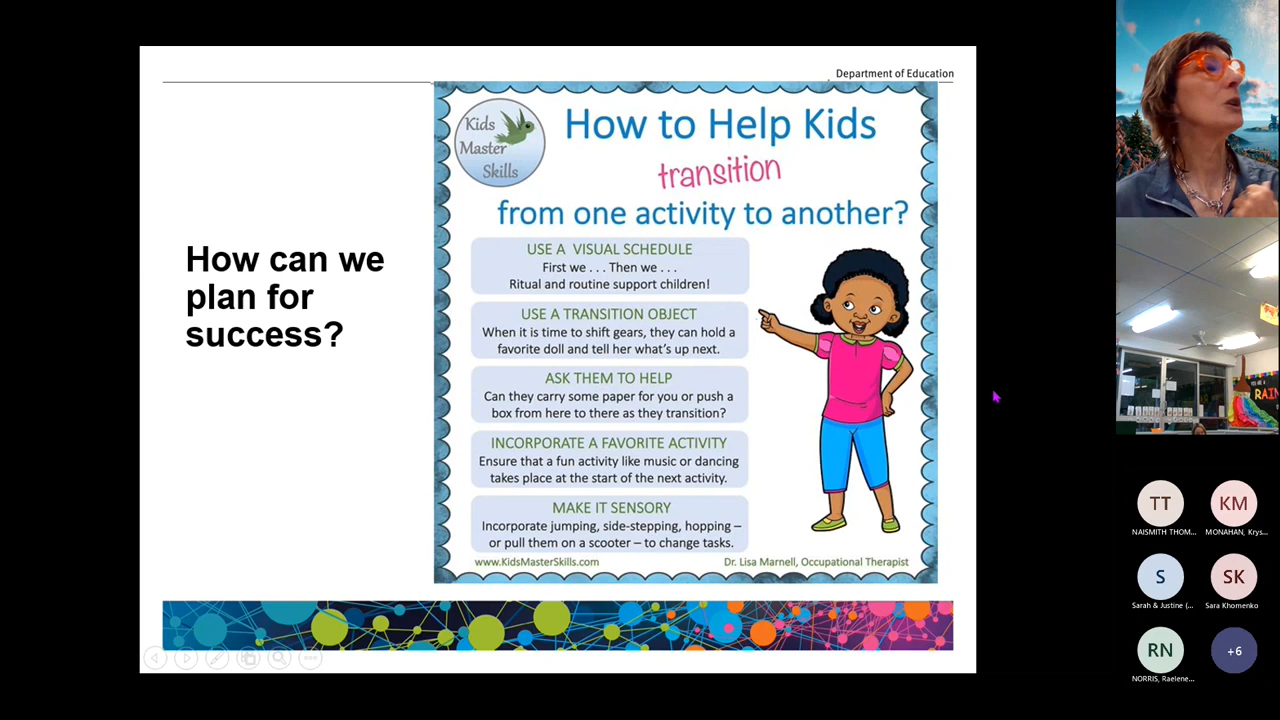 Department of Education
How can we
plan for
success?
Kids
Master
Skills
How to Help Kids
transition
from one activity to another?
USE A VISUAL SCHEDULE
First we . . . Then we . . .
Ritual and routine support children!
USE A TRANSITION OBJECT
When it is time to shift gears, they can hold a
favorite doll and tell her what's up next.
ASK THEM TO HELP
Can they carry some paper for you or push a
box from here to there as they transition?
INCORPORATE A FAVORITE ACTIVITY
Ensure that a fun activity like music or dancing
takes place at the start of the next activity.
MAKE IT SENSORY
Incorporate jumping, side-stepping, hopping –
or pull them on a scooter – to change tasks.
www.KidsMasterSkills.com
Dr. Lisa Marnell, Occupational Therapist
TT
NAISMITH THOM...
KM
MONAHAN, Krys...
S
Sarah & Justine (...
SK
Sara Khomenko
RN
NORRIS, Raelene...
+6